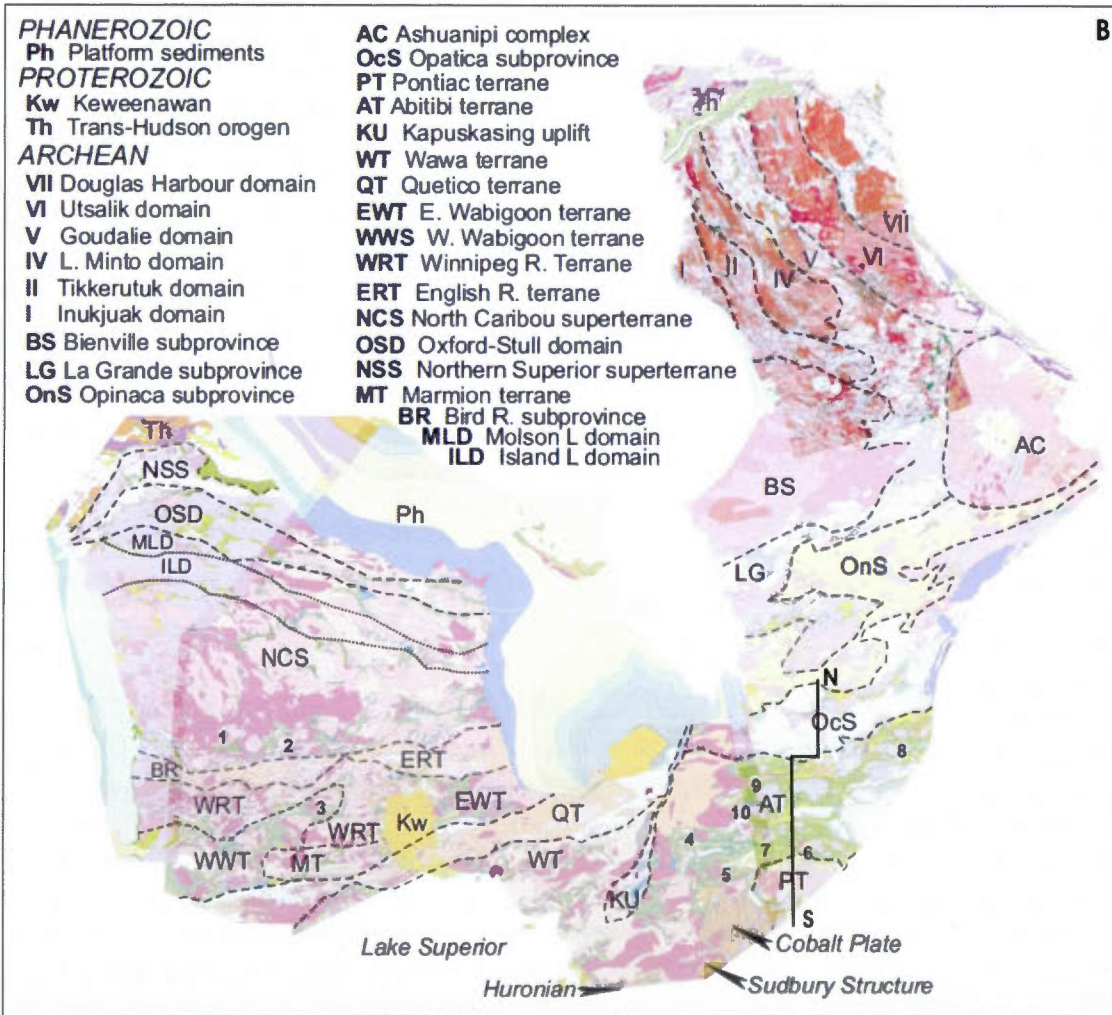 B
PHANEROZOIC
Ph Platform sediments
PROTEROZOIC
Kw Keweenawan
Th Trans-Hudson orogen
ARCHEAN
VII Douglas Harbour domain
VI Utsalik domain
V Goudalie domain
IV L. Minto domain
II Tikkerutuk domain
I Inukjuak domain
BS Bienville subprovince
LG La Grande subprovince
OnS Opinaca subprovince
AC Ashuanipi complex
OcS Opatica subprovince
PT Pontiac terrane
AT Abitibi terrane
KU Kapuskasing uplift
WT Wawa terrane
QT Quetico terrane
EWT E. Wabigoon terrane
WWS W. Wabigoon terrane
WRT Winnipeg R. Terrane
ERT English R. terrane
NCS North Caribou superterrane
OSD Oxford-Stull domain
NSS Northern Superior superterrane
MT Marmion terrane
BR Bird R. subprovince
MLD Molson L domain
ILD Island L domain
Th
VII
VI
V
IV
II
I
AC
BS
LG
OnS
Th
NSS
OSD
MLD
ILD
Ph
NCS
N
OcS
1
2
8
BR
ERT
9
AT
10
WRT
3
EWT
Kw
QT
WRT
4
WWT
MT
WT
7
6
5
PT
KU
S
Lake Superior
Cobalt Plate
Huronian
Sudbury Structure